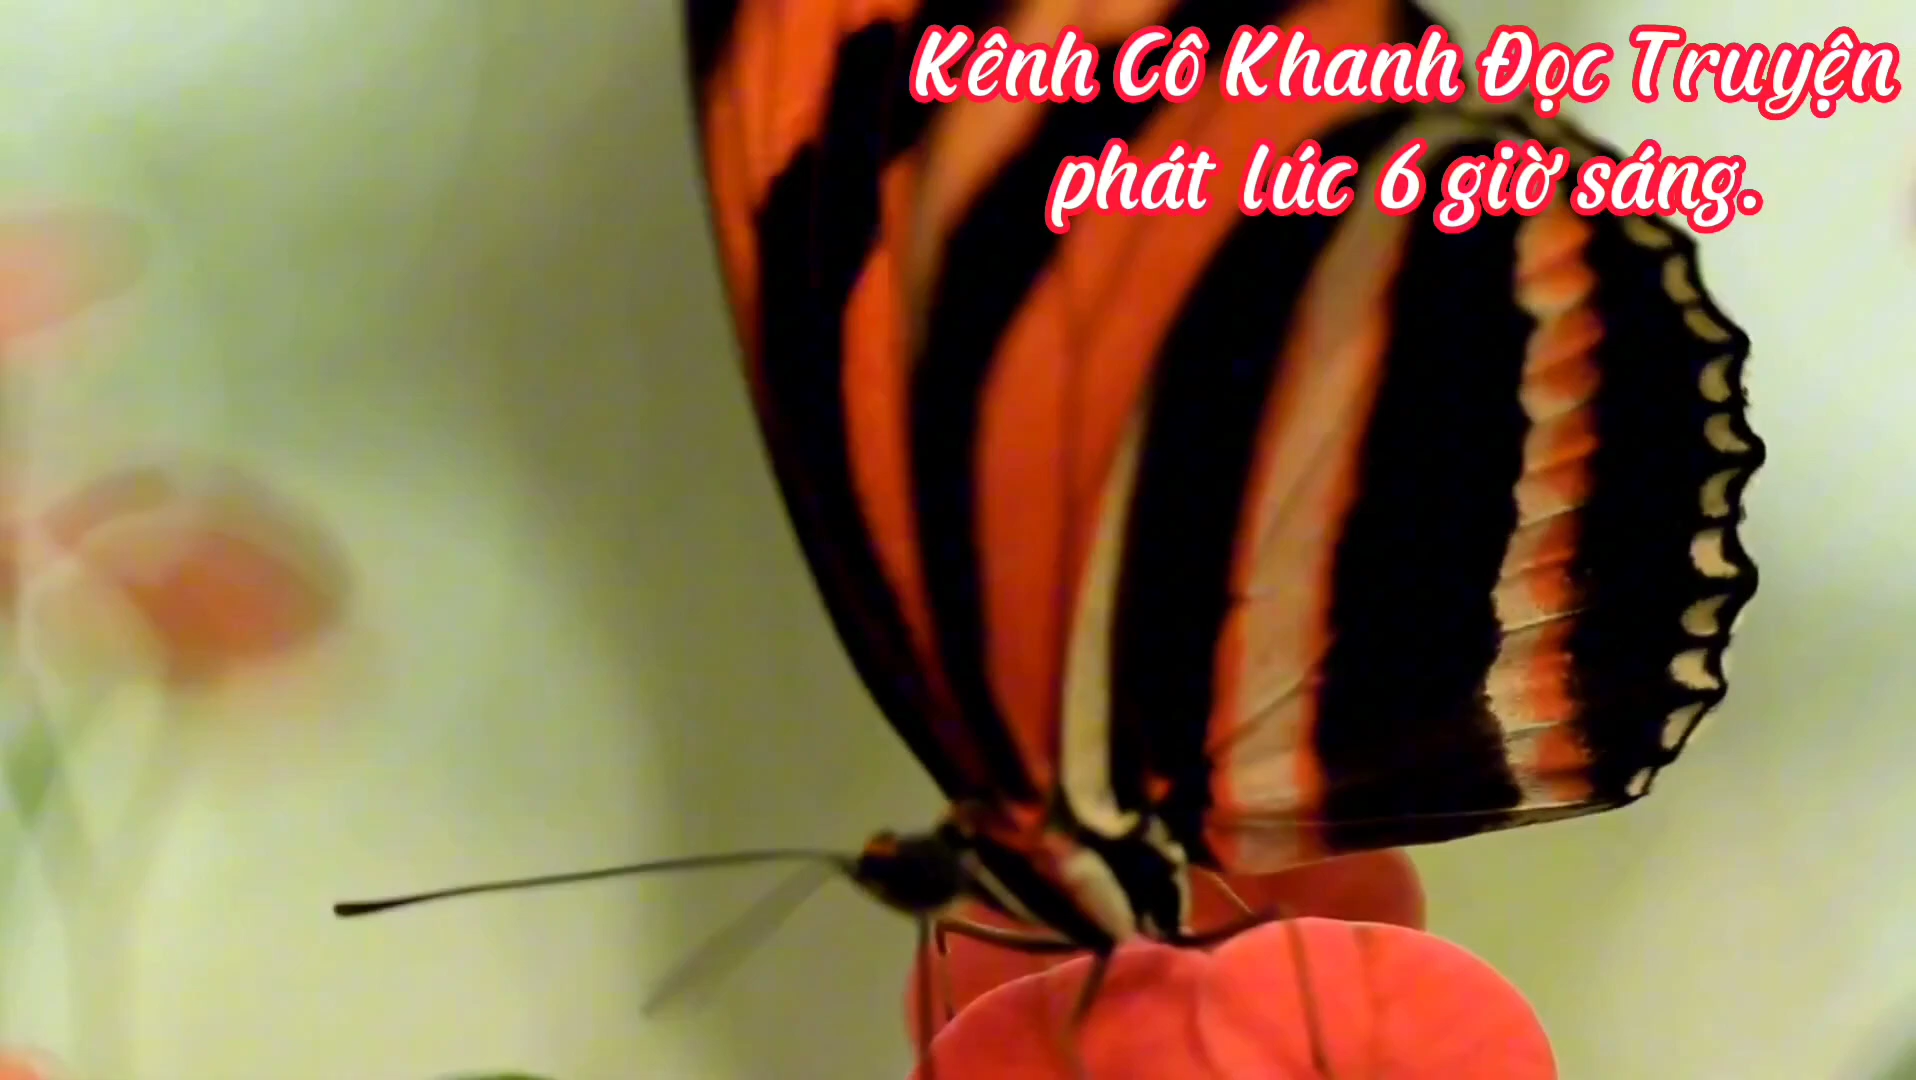 Kênh Cô Khanh Đọc Truyện
phát lúc 6 giờ sáng.